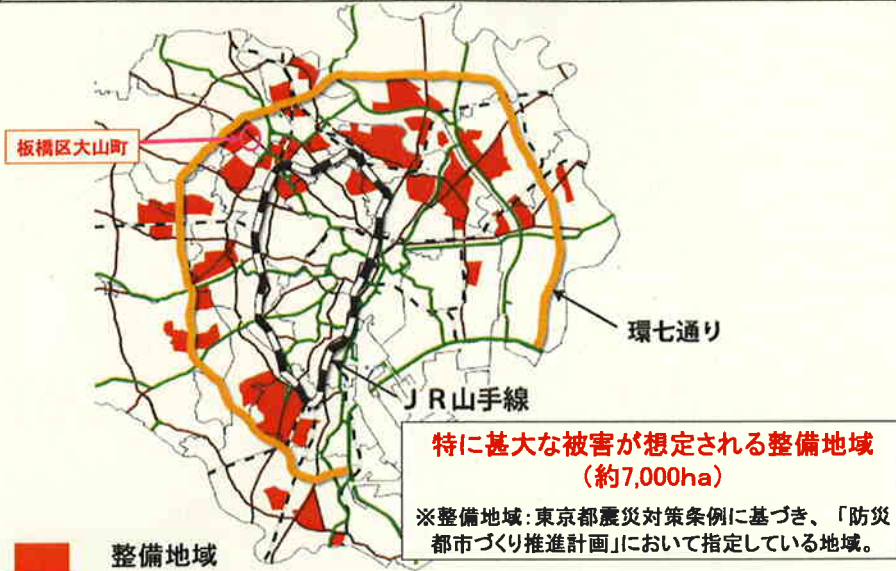 板橋区大山町
環七通り
JR山手線
特に甚大な被害が想定される整備地域
（約7,000ha）
※整備地域：東京都震災対策条例に基づき、「防災
都市づくり推進計画」において指定している地域。
整備地域